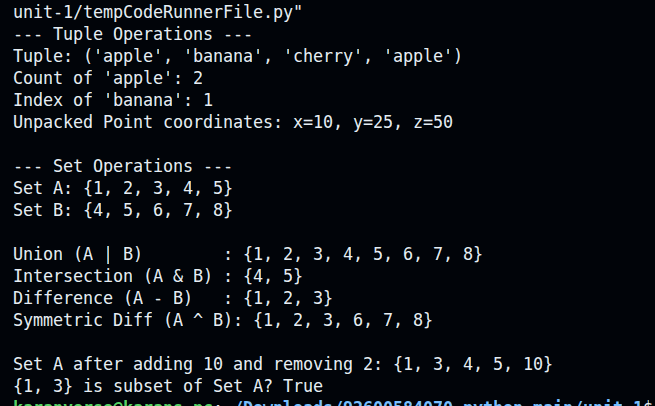 unit-1/tempCodeRunnerFile.py"
--- Tuple Operations ---
Tuple: ('apple', 'banana', 'cherry', 'apple')
Count of 'apple': 2
Index of 'banana': 1
Unpacked Point coordinates: x=10, y=25, z=50

--- Set Operations ---
Set A: {1, 2, 3, 4, 5}
Set B: {4, 5, 6, 7, 8}

Union (A | B)        : {1, 2, 3, 4, 5, 6, 7, 8}
Intersection (A & B) : {4, 5}
Difference (A - B)   : {1, 2, 3}
Symmetric Diff (A ^ B): {1, 2, 3, 6, 7, 8}

Set A after adding 10 and removing 2: {1, 3, 4, 5, 10}
{1, 3} is subset of Set A? True